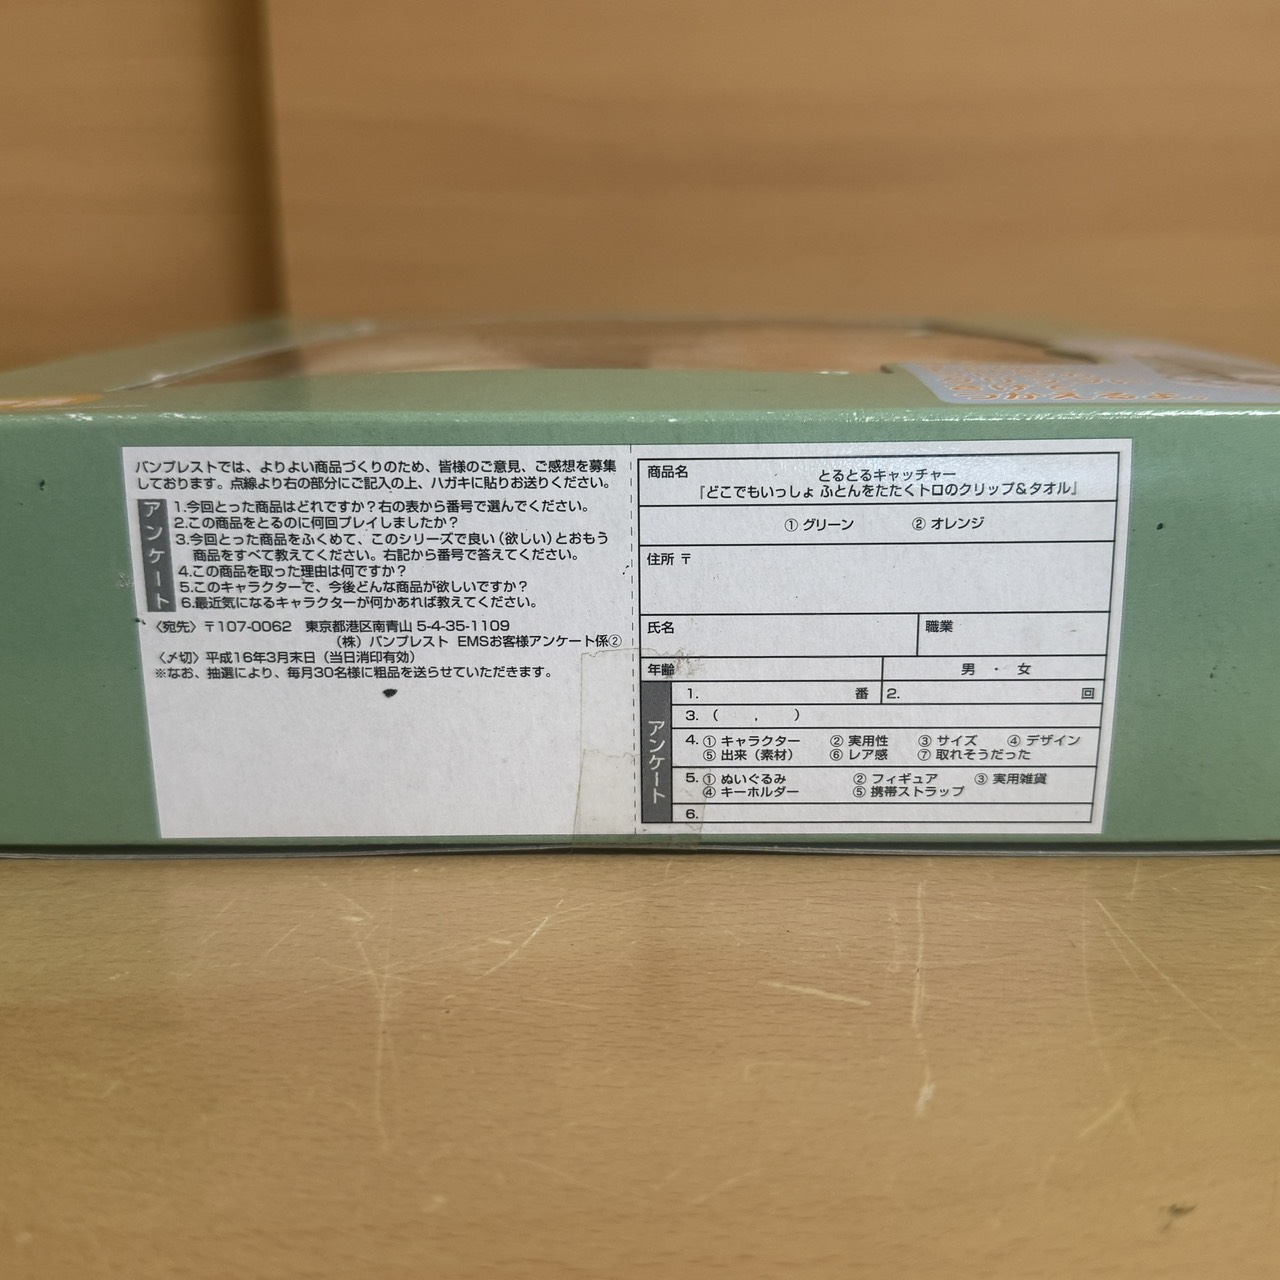 バンプレストでは、よりよい商品づくりのため、皆様のご意見、ご感想を募集
しております。点線より右の部分にご記入の上、ハガキに貼りお送りください。
アンケート
1.今回とった商品はどれですか?右の表から番号で選んでください。
2.この商品をとるのに何回プレイしましたか?
3.今回とった商品をふくめて、このシリーズで良い(欲しい)とおもう
商品をすべて教えてください。右記から番号で答えてください。
4.この商品を取った理由は何ですか?
5.このキャラクターで、今後どんな商品が欲しいですか?
6.最近気になるキャラクターが何かあれば教えてください。
〈宛先〉〒107-0062 東京都港区南青山 5-4-35-1109
(株)バンプレスト EMSお客様アンケート係②
〈〆切〉平成16年3月末日(当日消印有効)
※なお、抽選により、毎月30名様に粗品を送らせていただきます。
商品名 とるとるキャッチャー
『どこでもいっしょ ふとんをたたくトロのクリップ&タオル』
① グリーン ② オレンジ
住所 〒
氏名 職業
年齢 男 ・ 女
アンケート
1. 番 2. 回
3. ( , )
4. ① キャラクター ② 実用性 ③ サイズ ④ デザイン
⑤ 出来(素材) ⑥ レア感 ⑦ 取れそうだった
5. ① ぬいぐるみ ② フィギュア ③ 実用雑貨
④ キーホルダー ⑤ 携帯ストラップ
6.
つかえるよ。